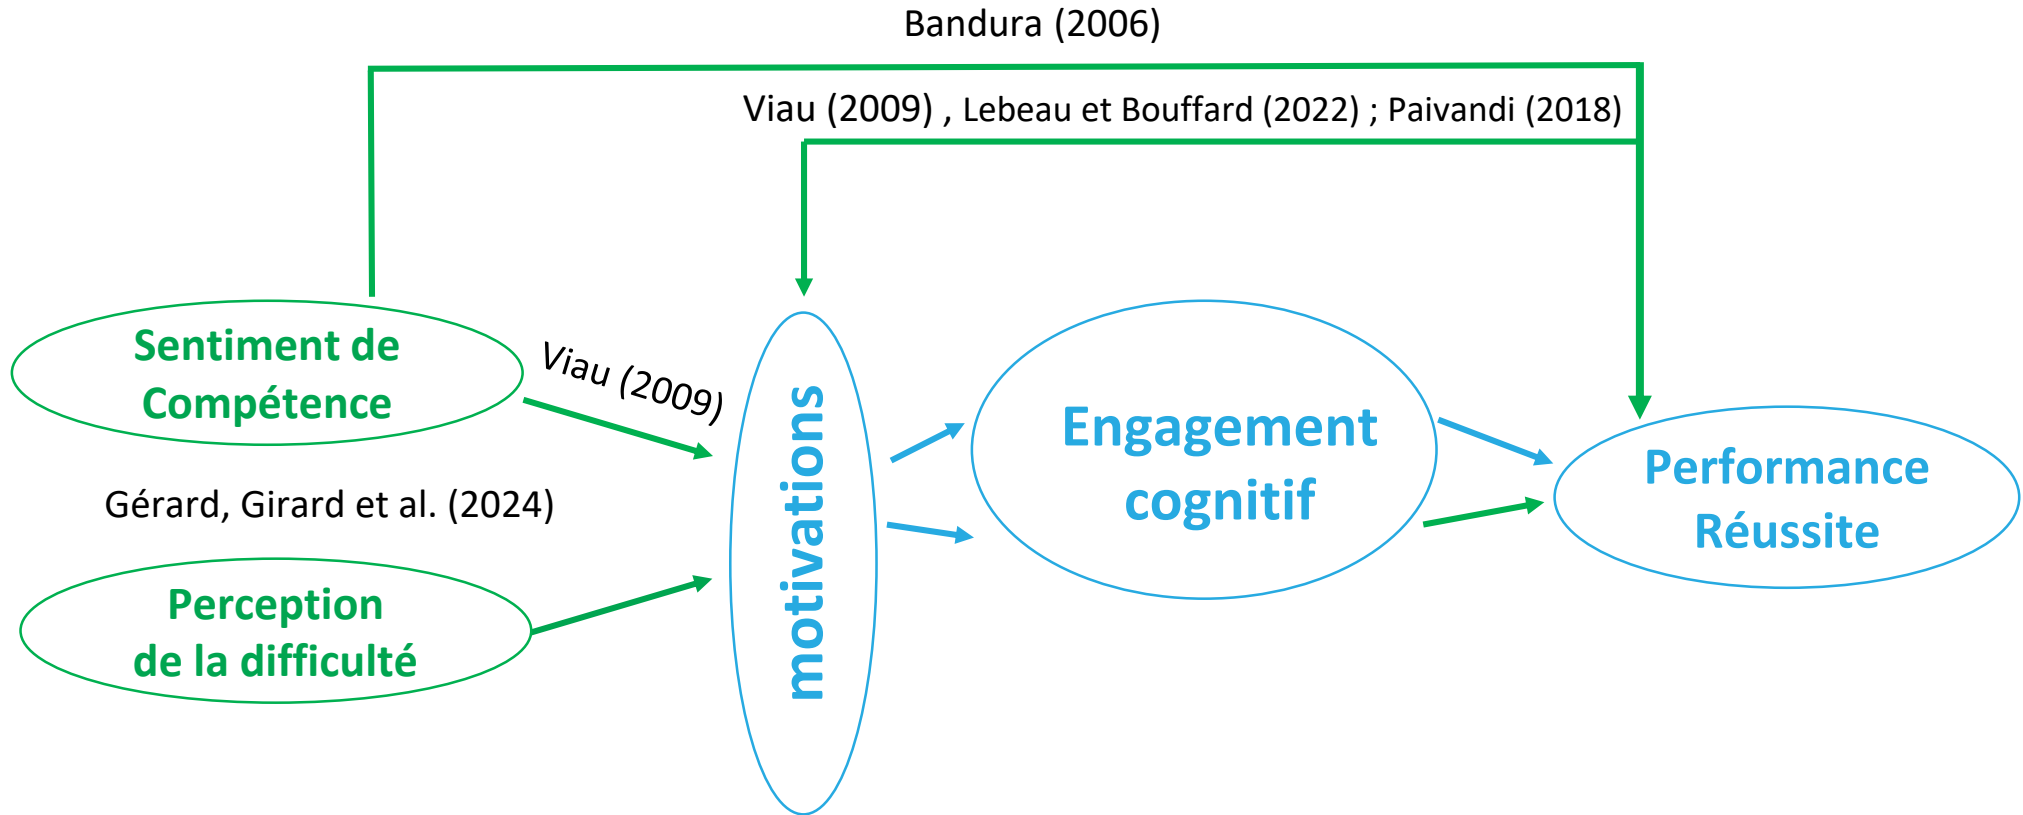 Bandura (2006)
Viau (2009) , Lebeau et Bouffard (2022) ; Paivandi (2018)
Sentiment de
Compétence
Viau (2009)
Gérard, Girard et al. (2024)
Perception
de la difficulté
motivations
Engagement
cognitif
Performance
Réussite